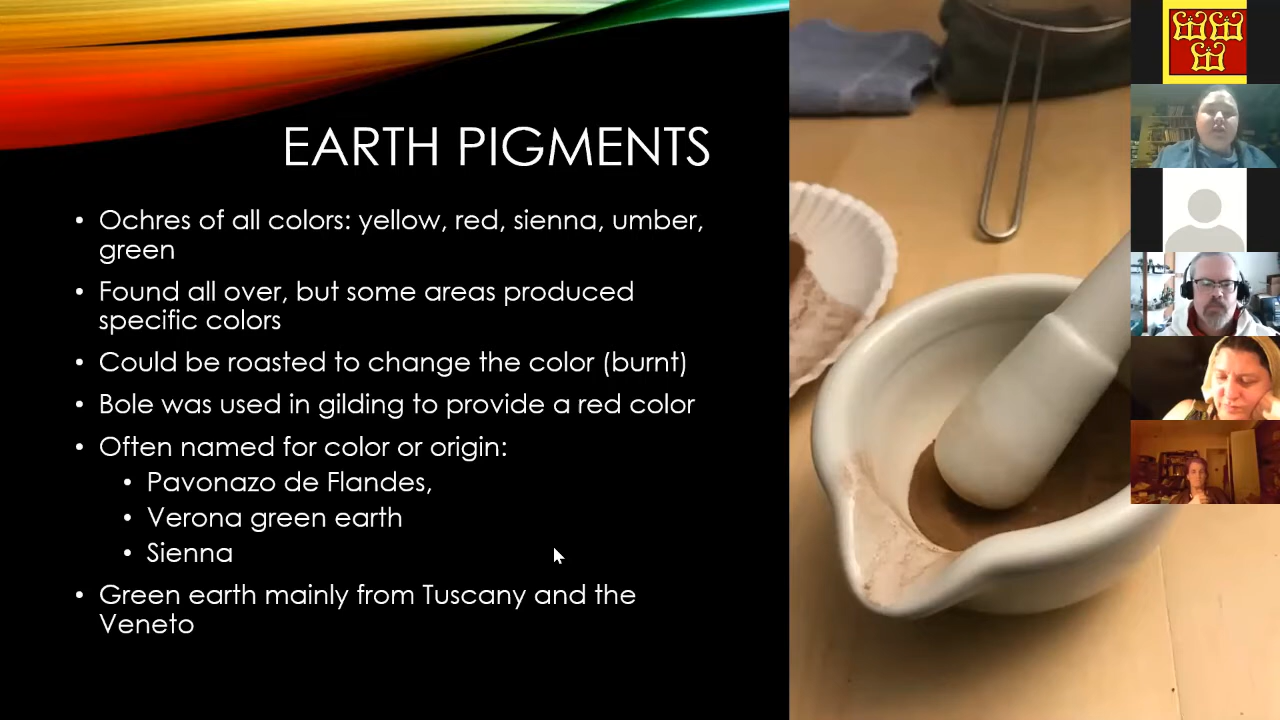 EARTH PIGMENTS
• Ochres of all colors: yellow, red, sienna, umber,
green
• Found all over, but some areas produced
specific colors
• Could be roasted to change the color (burnt)
• Bole was used in gilding to provide a red color
• Often named for color or origin:
• Pavonazo de Flandes,
• Verona green earth
• Sienna
• Green earth mainly from Tuscany and the
Veneto